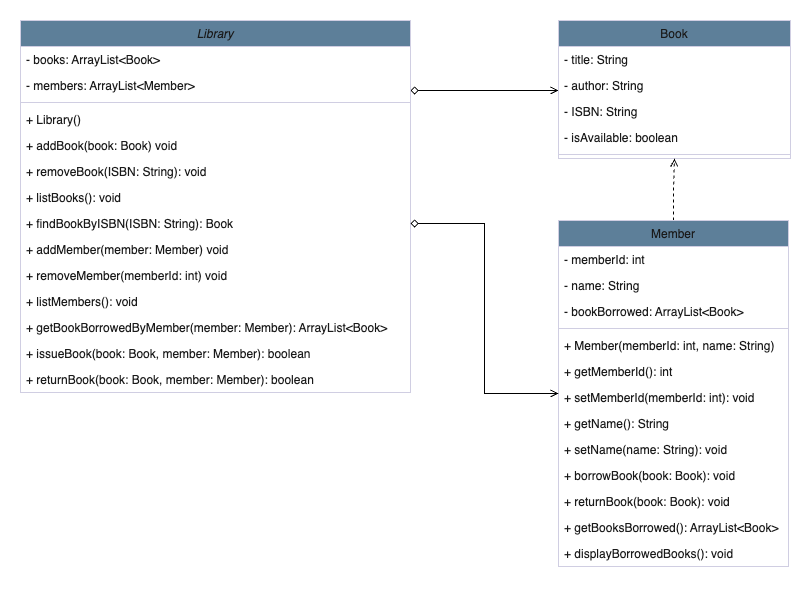 Library
- books: ArrayList<Book>
- members: ArrayList<Member>
+ Library()
+ addBook(book: Book) void
+ removeBook(ISBN: String): void
+ listBooks(): void
+ findBookByISBN(ISBN: String): Book
+ addMember(member: Member) void
+ removeMember(memberId: int) void
+ listMembers(): void
+ getBookBorrowedByMember(member: Member): ArrayList<Book>
+ issueBook(book: Book, member: Member): boolean
+ returnBook(book: Book, member: Member): boolean
Book
- title: String
- author: String
- ISBN: String
- isAvailable: boolean
Member
- memberId: int
- name: String
- bookBorrowed: ArrayList<Book>
+ Member(memberId: int, name: String)
+ getMemberId(): int
+ setMemberId(memberId: int): void
+ getName(): String
+ setName(name: String): void
+ borrowBook(book: Book): void
+ returnBook(book: Book): void
+ getBooksBorrowed(): ArrayList<Book>
+ displayBorrowedBooks(): void